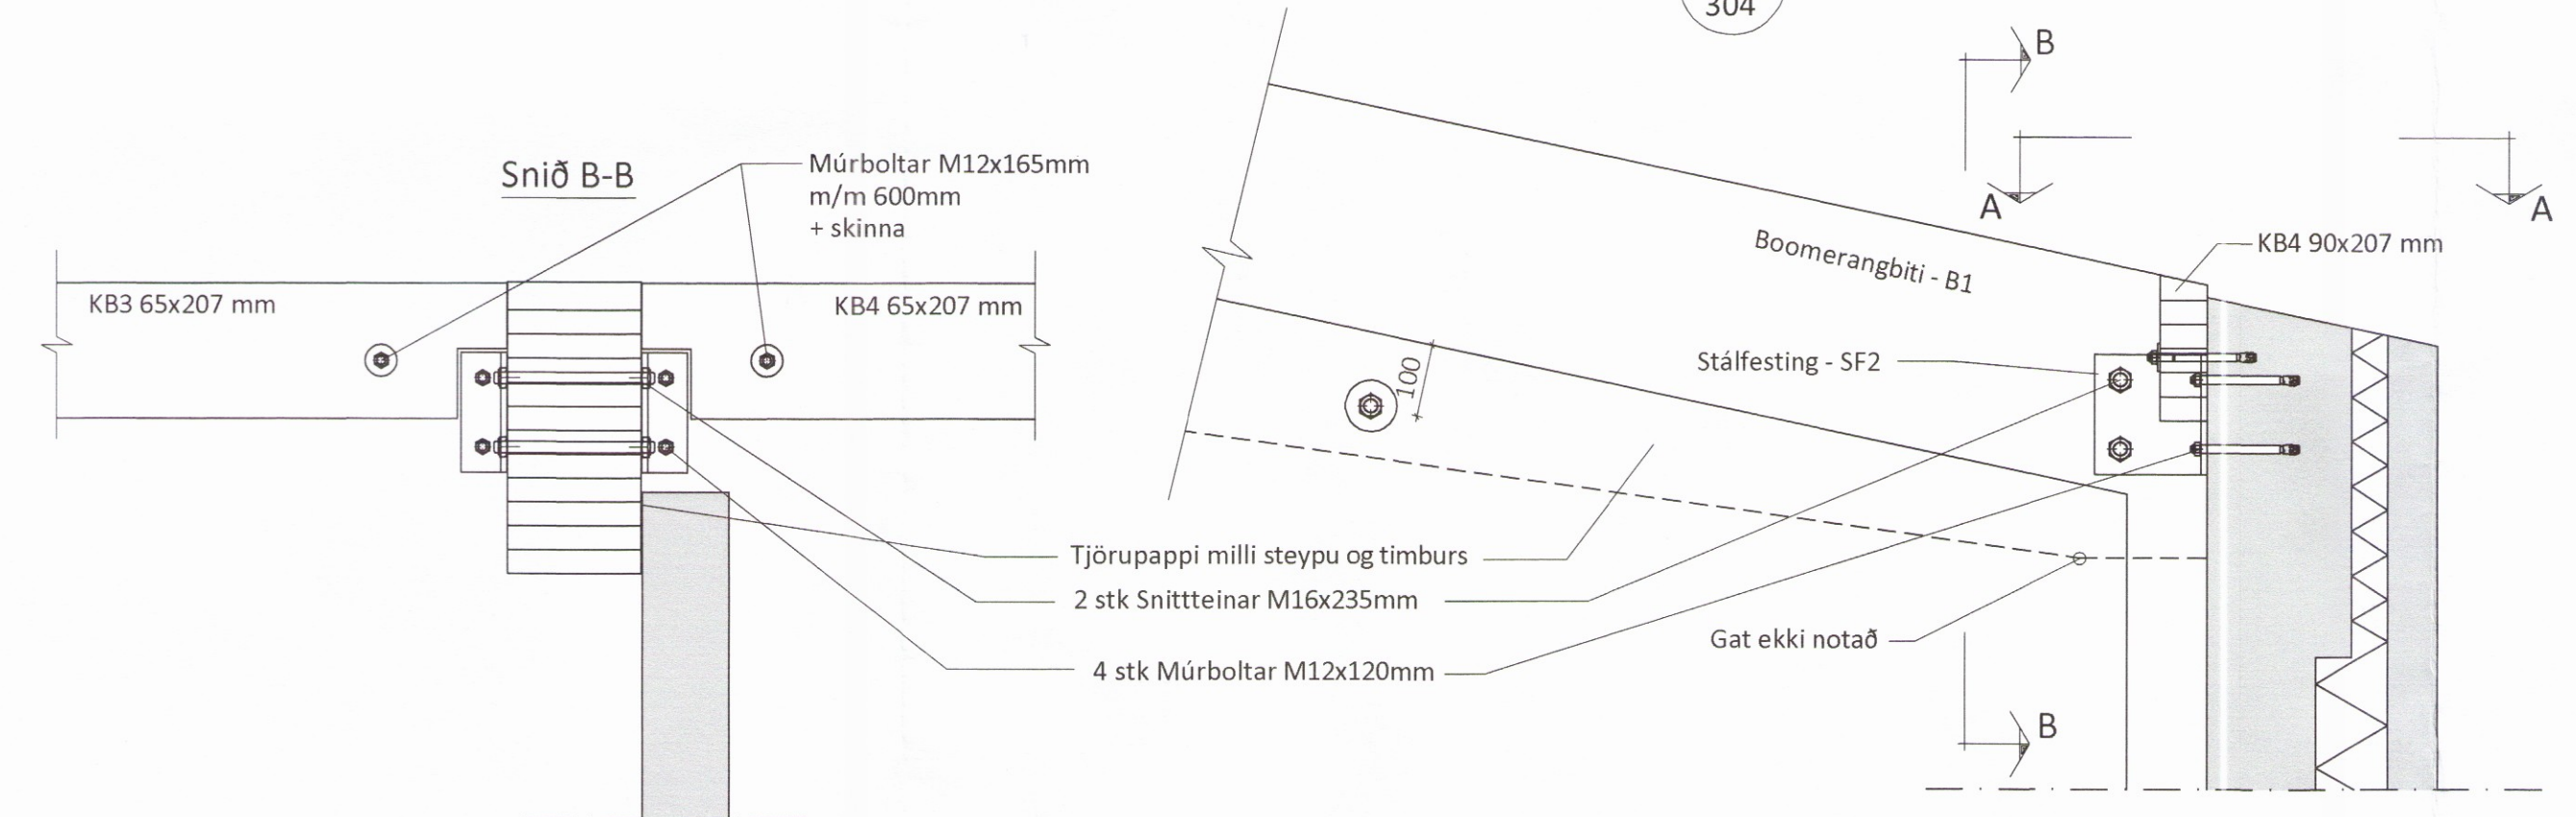 304
B
Snið B-B
Múrboltar M12x165mm
m/m 600mm
+ skinna
A
A
KB3 65x207 mm
KB4 65x207 mm
Boomerangbiti - B1
KB4 90x207 mm
Stálfesting - SF2
100
Tjörupappi milli steypu og timburs
2 stk Snittteinar M16x235mm
Gat ekki notað
4 stk Múrboltar M12x120mm
B